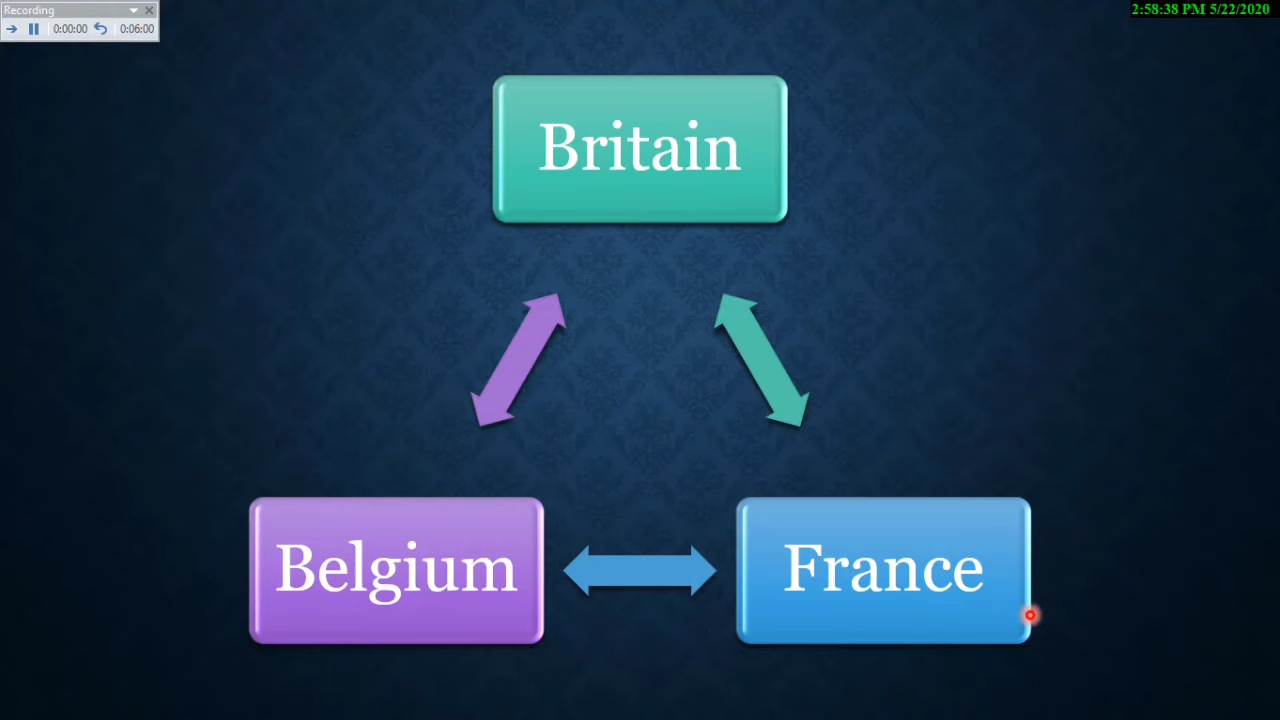 Recording
0:00:00 0:06:00
2:58:38 PM 5/22/2020
Britain
Belgium
France